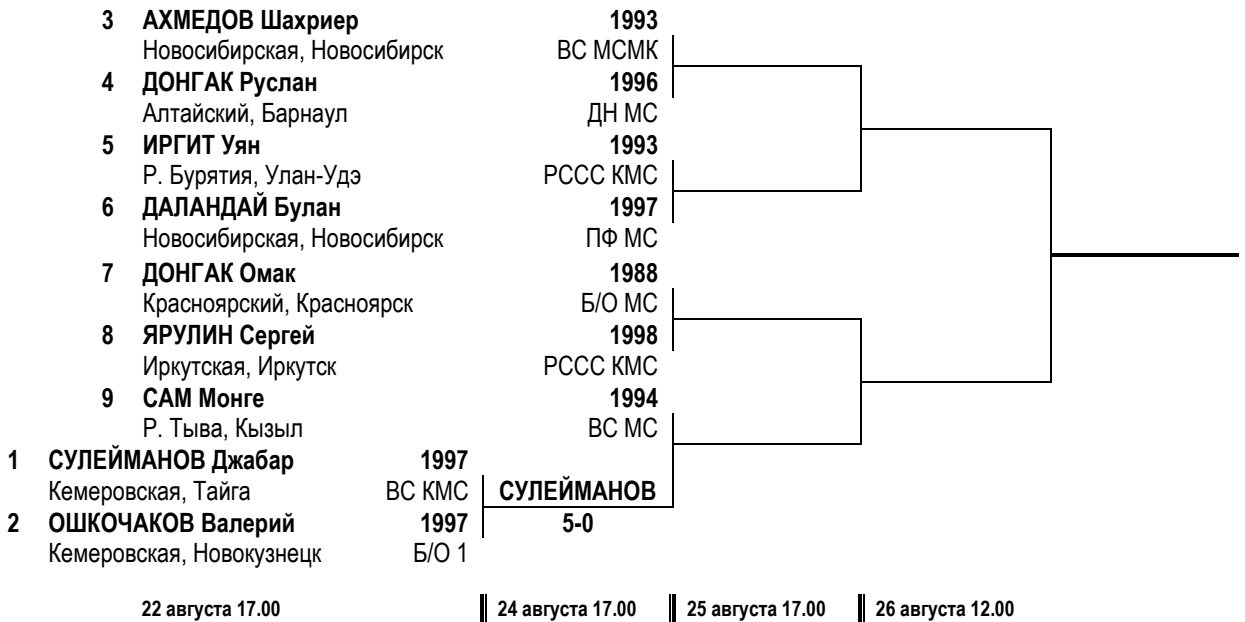 3 АХМЕДОВ Шахриер 1993
Новосибирская, Новосибирск ВС МСМК
4 ДОНГАК Руслан 1996
Алтайский, Барнаул ДН МС
5 ИРГИТ Уян 1993
Р. Бурятия, Улан-Удэ РССС КМС
6 ДАЛАНДАЙ Булан 1997
Новосибирская, Новосибирск ПФ МС
7 ДОНГАК Омак 1988
Красноярский, Красноярск Б/О МС
8 ЯРУЛИН Сергей 1998
Иркутская, Иркутск РССС КМС
9 САМ Монге 1994
Р. Тыва, Кызыл ВС МС
1 СУЛЕЙМАНОВ Джабар 1997
Кемеровская, Тайга ВС КМС СУЛЕЙМАНОВ
2 ОШКОЧАКОВ Валерий 1997 5-0
Кемеровская, Новокузнецк Б/О 1
22 августа 17.00 24 августа 17.00 25 августа 17.00 26 августа 12.00